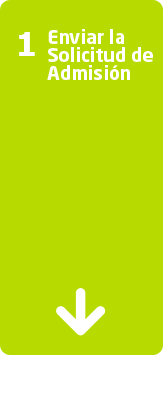 1 Enviar la
Solicitud de
Admisión